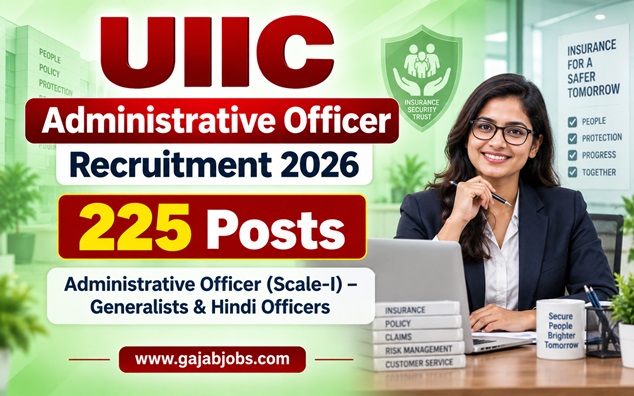 UIIC
Administrative Officer
Recruitment 2026
225 Posts
Administrative Officer (Scale-I) –
Generalists & Hindi Officers
www.gajabjobs.com
PEOPLE
POLICY
PROTECTION
INSURANCE
SECURITY
TRUST
INSURANCE
FOR A
SAFER
TOMORROW
PEOPLE
PROTECTION
PROGRESS
TOGETHER
INSURANCE
POLICY
CLAIMS
RISK MANAGEMENT
CUSTOMER SERVICE
Secure
People
Brighter
Tomorrow